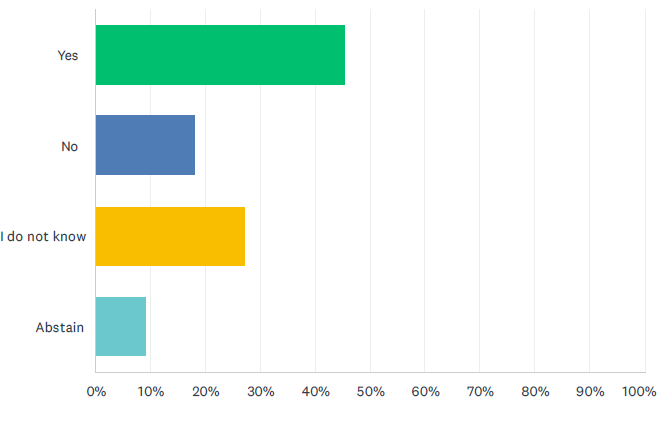 Yes
No
I do not know
Abstain
0% 10% 20% 30% 40% 50% 60% 70% 80% 90% 100%